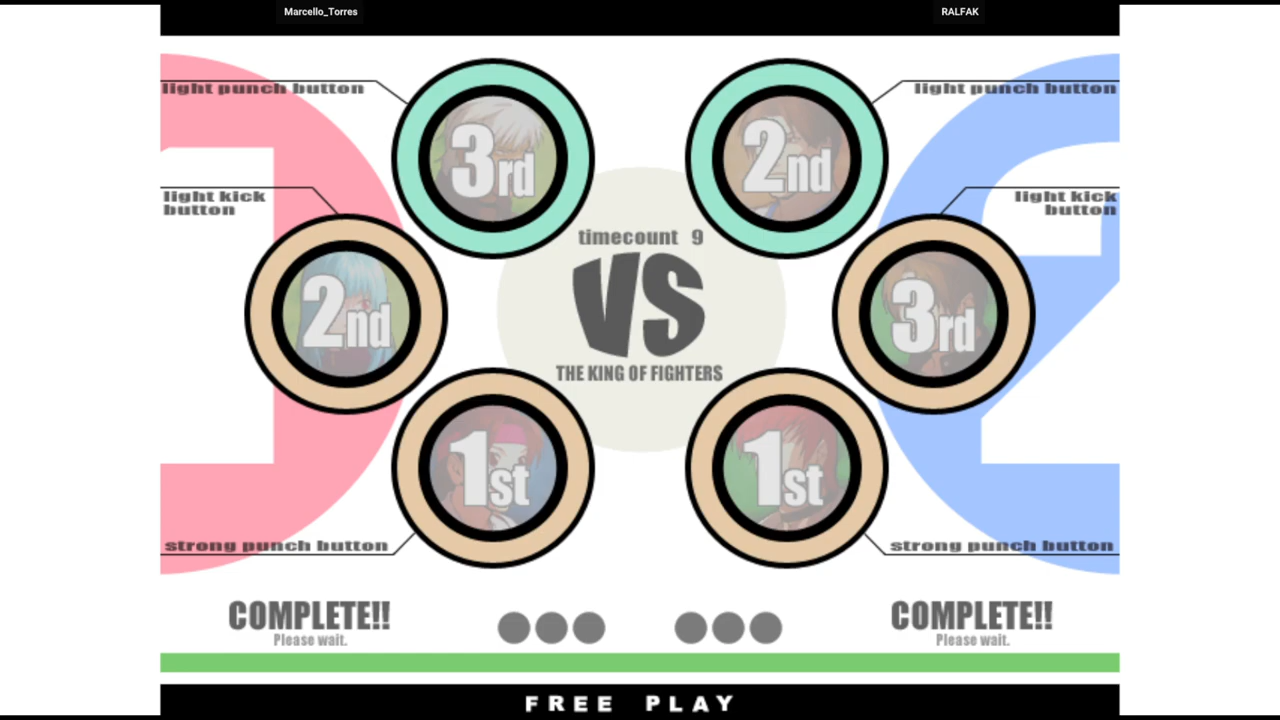 Marcello_Torres
RALFAK
light punch button
light punch button
3rd
2nd
light kick
button
light kick
button
timecount 9
VS
THE KING OF FIGHTERS
2nd
3rd
1st
1st
strong punch button
strong punch button
COMPLETE!!
Please wait.
COMPLETE!!
Please wait.
1
2
FREE PLAY